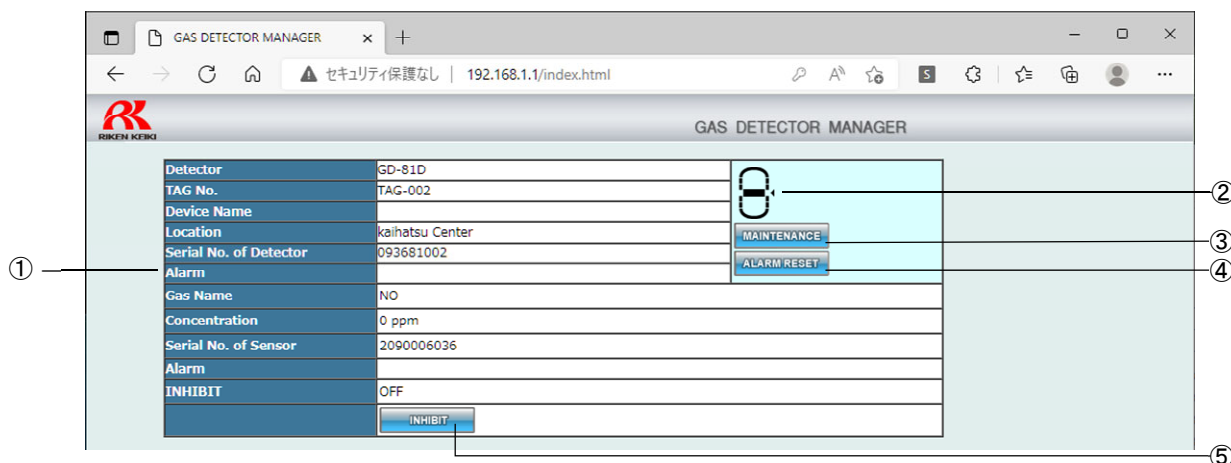 GAS DETECTOR MANAGER
セキュリティ保護なし 192.168.1.1/index.html
RIKEN KEIKI
GAS DETECTOR MANAGER
Detector GD-81D
TAG No. TAG-002
Device Name
Location kaihatsu Center
Serial No. of Detector 093681002
Alarm
MAINTENANCE
ALARM RESET
Gas Name NO
Concentration 0 ppm
Serial No. of Sensor 2090006036
Alarm
INHIBIT OFF
INHIBIT
①
②
③
④
⑤